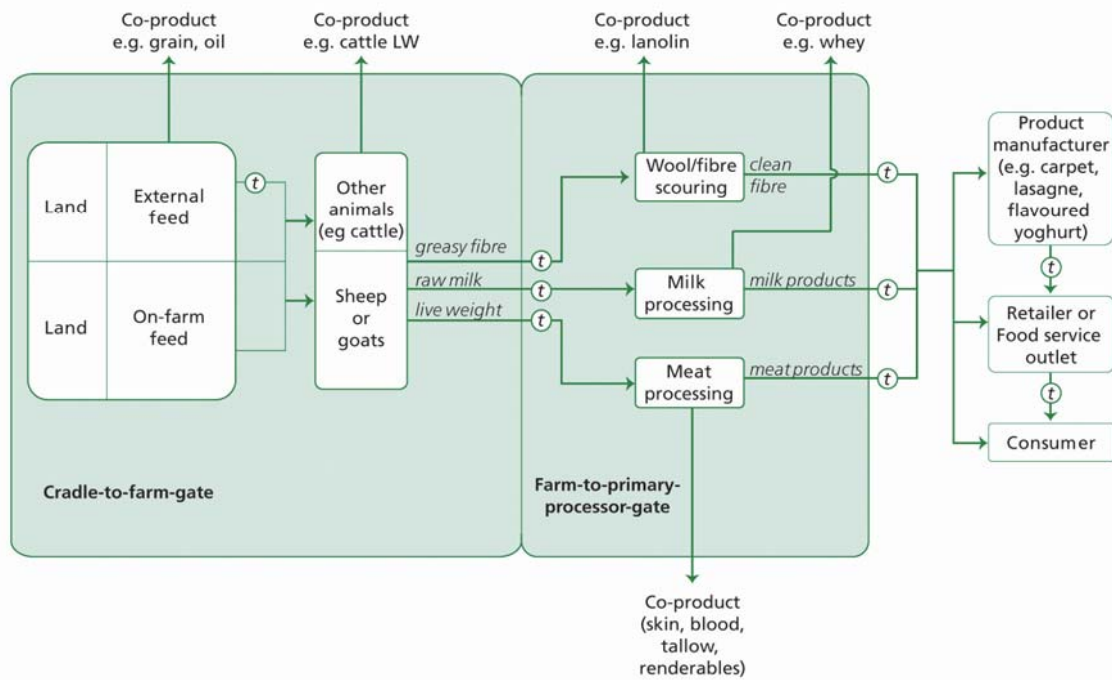 Co-product
e.g. grain, oil
Co-product
e.g. cattle LW
Co-product
e.g. lanolin
Co-product
e.g. whey
Land
External
feed
t
Land
On-farm
feed
Other
animals
(eg cattle)
Sheep
or
goats
greasy fibre
t
raw milk
t
live weight
t
Wool/fibre
scouring
clean
fibre
t
Milk
processing
milk products
t
Meat
processing
meat products
t
Product
manufacturer
(e.g. carpet,
lasagne,
flavoured
yoghurt)
t
Retailer or
Food service
outlet
t
Consumer
Cradle-to-farm-gate
Farm-to-primary-
processor-gate
Co-product
(skin, blood,
tallow,
renderables)